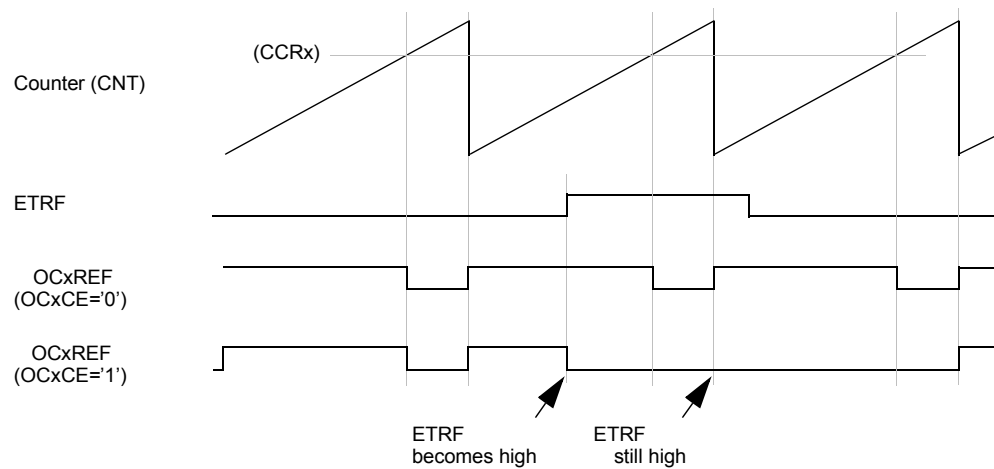 (CCRx)
Counter (CNT)
ETRF
OCxREF
(OCxCE='0')
OCxREF
(OCxCE='1')
ETRF
becomes high
ETRF
still high